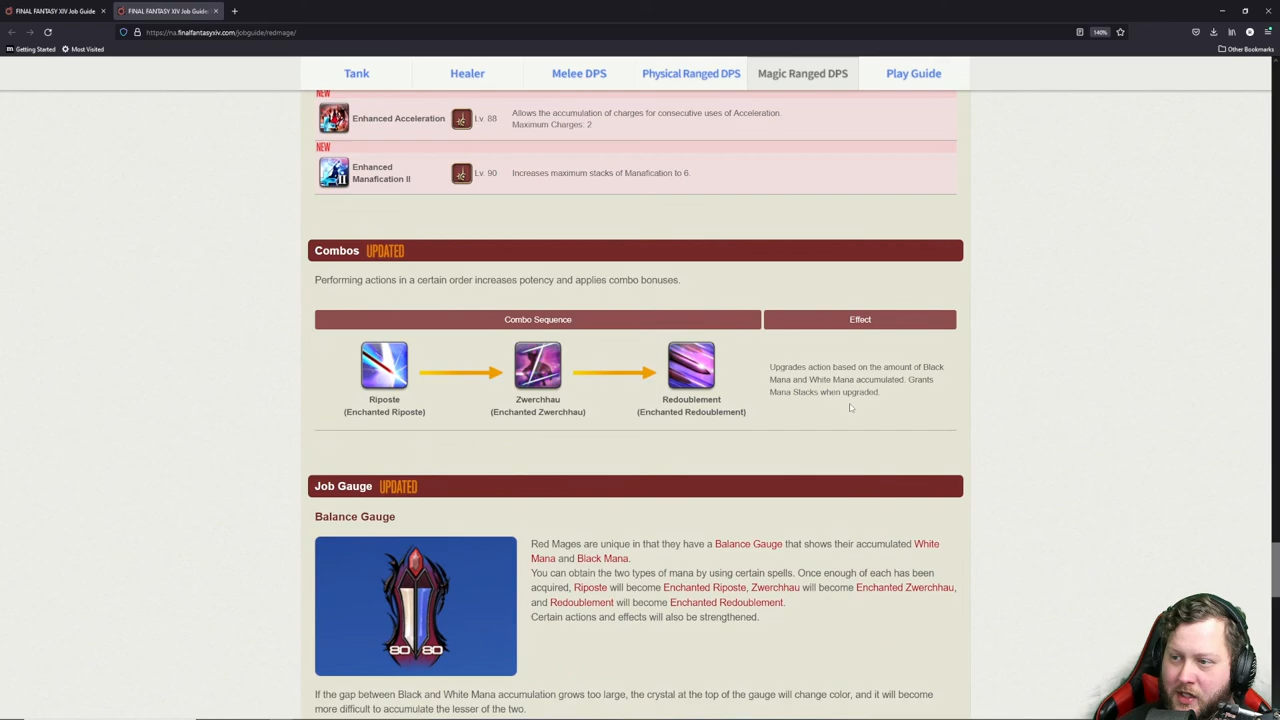 FINAL FANTASY XIV Job Guide
FINAL FANTASY XIV Job Guide
https://na.finalfantasyxiv.com/jobguide/redmage/
140%
Getting Started
Most Visited
Other Bookmarks
Tank
Healer
Melee DPS
Physical Ranged DPS
Magic Ranged DPS
Play Guide
NEW
Enhanced Acceleration
Lv. 88
Allows the accumulation of charges for consecutive uses of Acceleration.
Maximum Charges: 2
NEW
Enhanced
Manafication II
Lv. 90
Increases maximum stacks of Manafication to 6.
Combos UPDATED
Performing actions in a certain order increases potency and applies combo bonuses.
Combo Sequence
Effect
Riposte
(Enchanted Riposte)
Zwerchhau
(Enchanted Zwerchhau)
Redoublement
(Enchanted Redoublement)
Upgrades action based on the amount of Black
Mana and White Mana accumulated. Grants
Mana Stacks when upgraded.
Job Gauge UPDATED
Balance Gauge
80 80
Red Mages are unique in that they have a Balance Gauge that shows their accumulated White
Mana and Black Mana.
You can obtain the two types of mana by using certain spells. Once enough of each has been
acquired, Riposte will become Enchanted Riposte, Zwerchhau will become Enchanted Zwerchhau,
and Redoublement will become Enchanted Redoublement.
Certain actions and effects will also be strengthened.
If the gap between Black and White Mana accumulation grows too large, the crystal at the top of the gauge will change color, and it will become
more difficult to accumulate the lesser of the two.